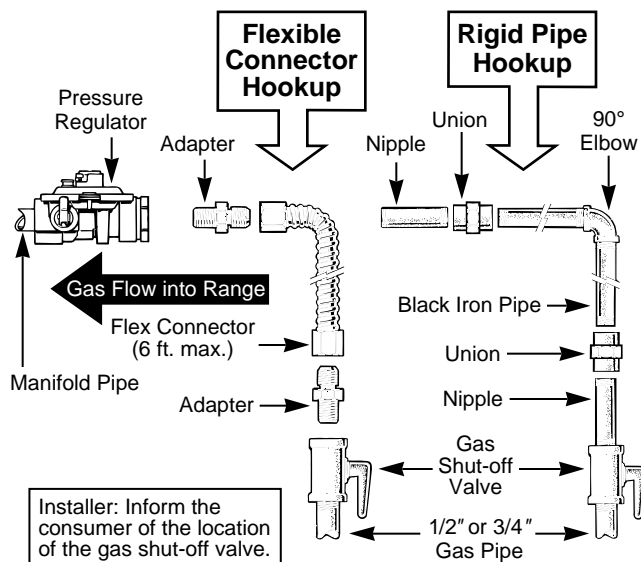 Flexible
Connector
Hookup
Rigid Pipe
Hookup
Pressure
Regulator
Adapter
Nipple
Union
90°
Elbow
Gas Flow into Range
Black Iron Pipe
Flex Connector
(6 ft. max.)
Union
Manifold Pipe
Adapter
Nipple
Gas
Shut-off
Valve
Installer: Inform the
consumer of the location
of the gas shut-off valve.
1/2″ or 3/4″
Gas Pipe